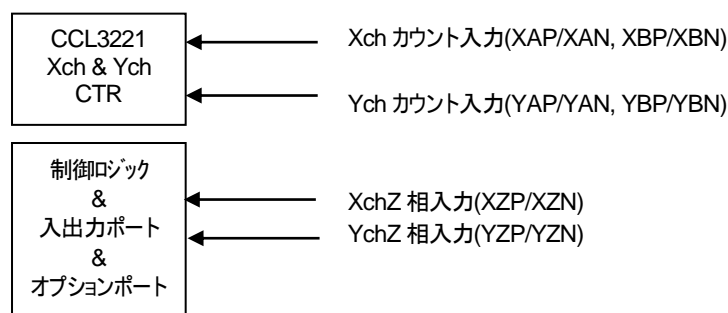 CCL3221
Xch & Ych
CTR
Xch カウント入力(XAP/XAN, XBP/XBN)
Ych カウント入力(YAP/YAN, YBP/YBN)
制御ロジック
&
入出力ポート
&
オプションポート
XchZ 相入力(XZP/XZN)
YchZ 相入力(YZP/YZN)